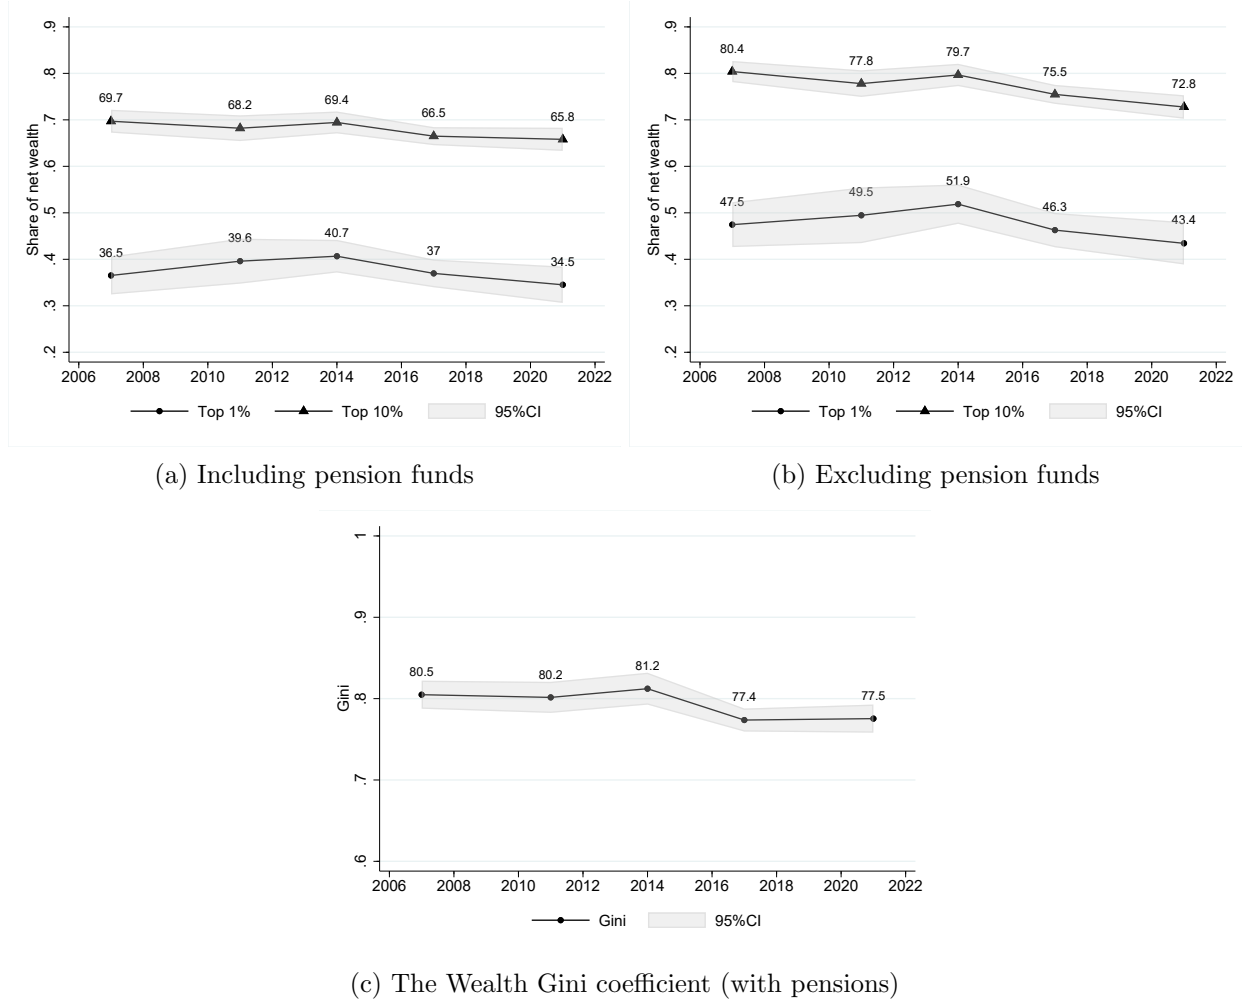 .9
.8
.7
.6
.5
.4
.3
.2
Share of net wealth
69.7 68.2 69.4 66.5 65.8
36.5 39.6 40.7 37 34.5
2006 2008 2010 2012 2014 2016 2018 2020 2022
Top 1% Top 10% 95%CI
(a) Including pension funds
.9
.8
.7
.6
.5
.4
.3
.2
Share of net wealth
80.4 77.8 79.7 75.5 72.8
47.5 49.5 51.9 46.3 43.4
2006 2008 2010 2012 2014 2016 2018 2020 2022
Top 1% Top 10% 95%CI
(b) Excluding pension funds
1
.9
.8
.7
.6
Gini
80.5 80.2 81.2 77.4 77.5
2006 2008 2010 2012 2014 2016 2018 2020 2022
Gini 95%CI
(c) The Wealth Gini coefficient (with pensions)